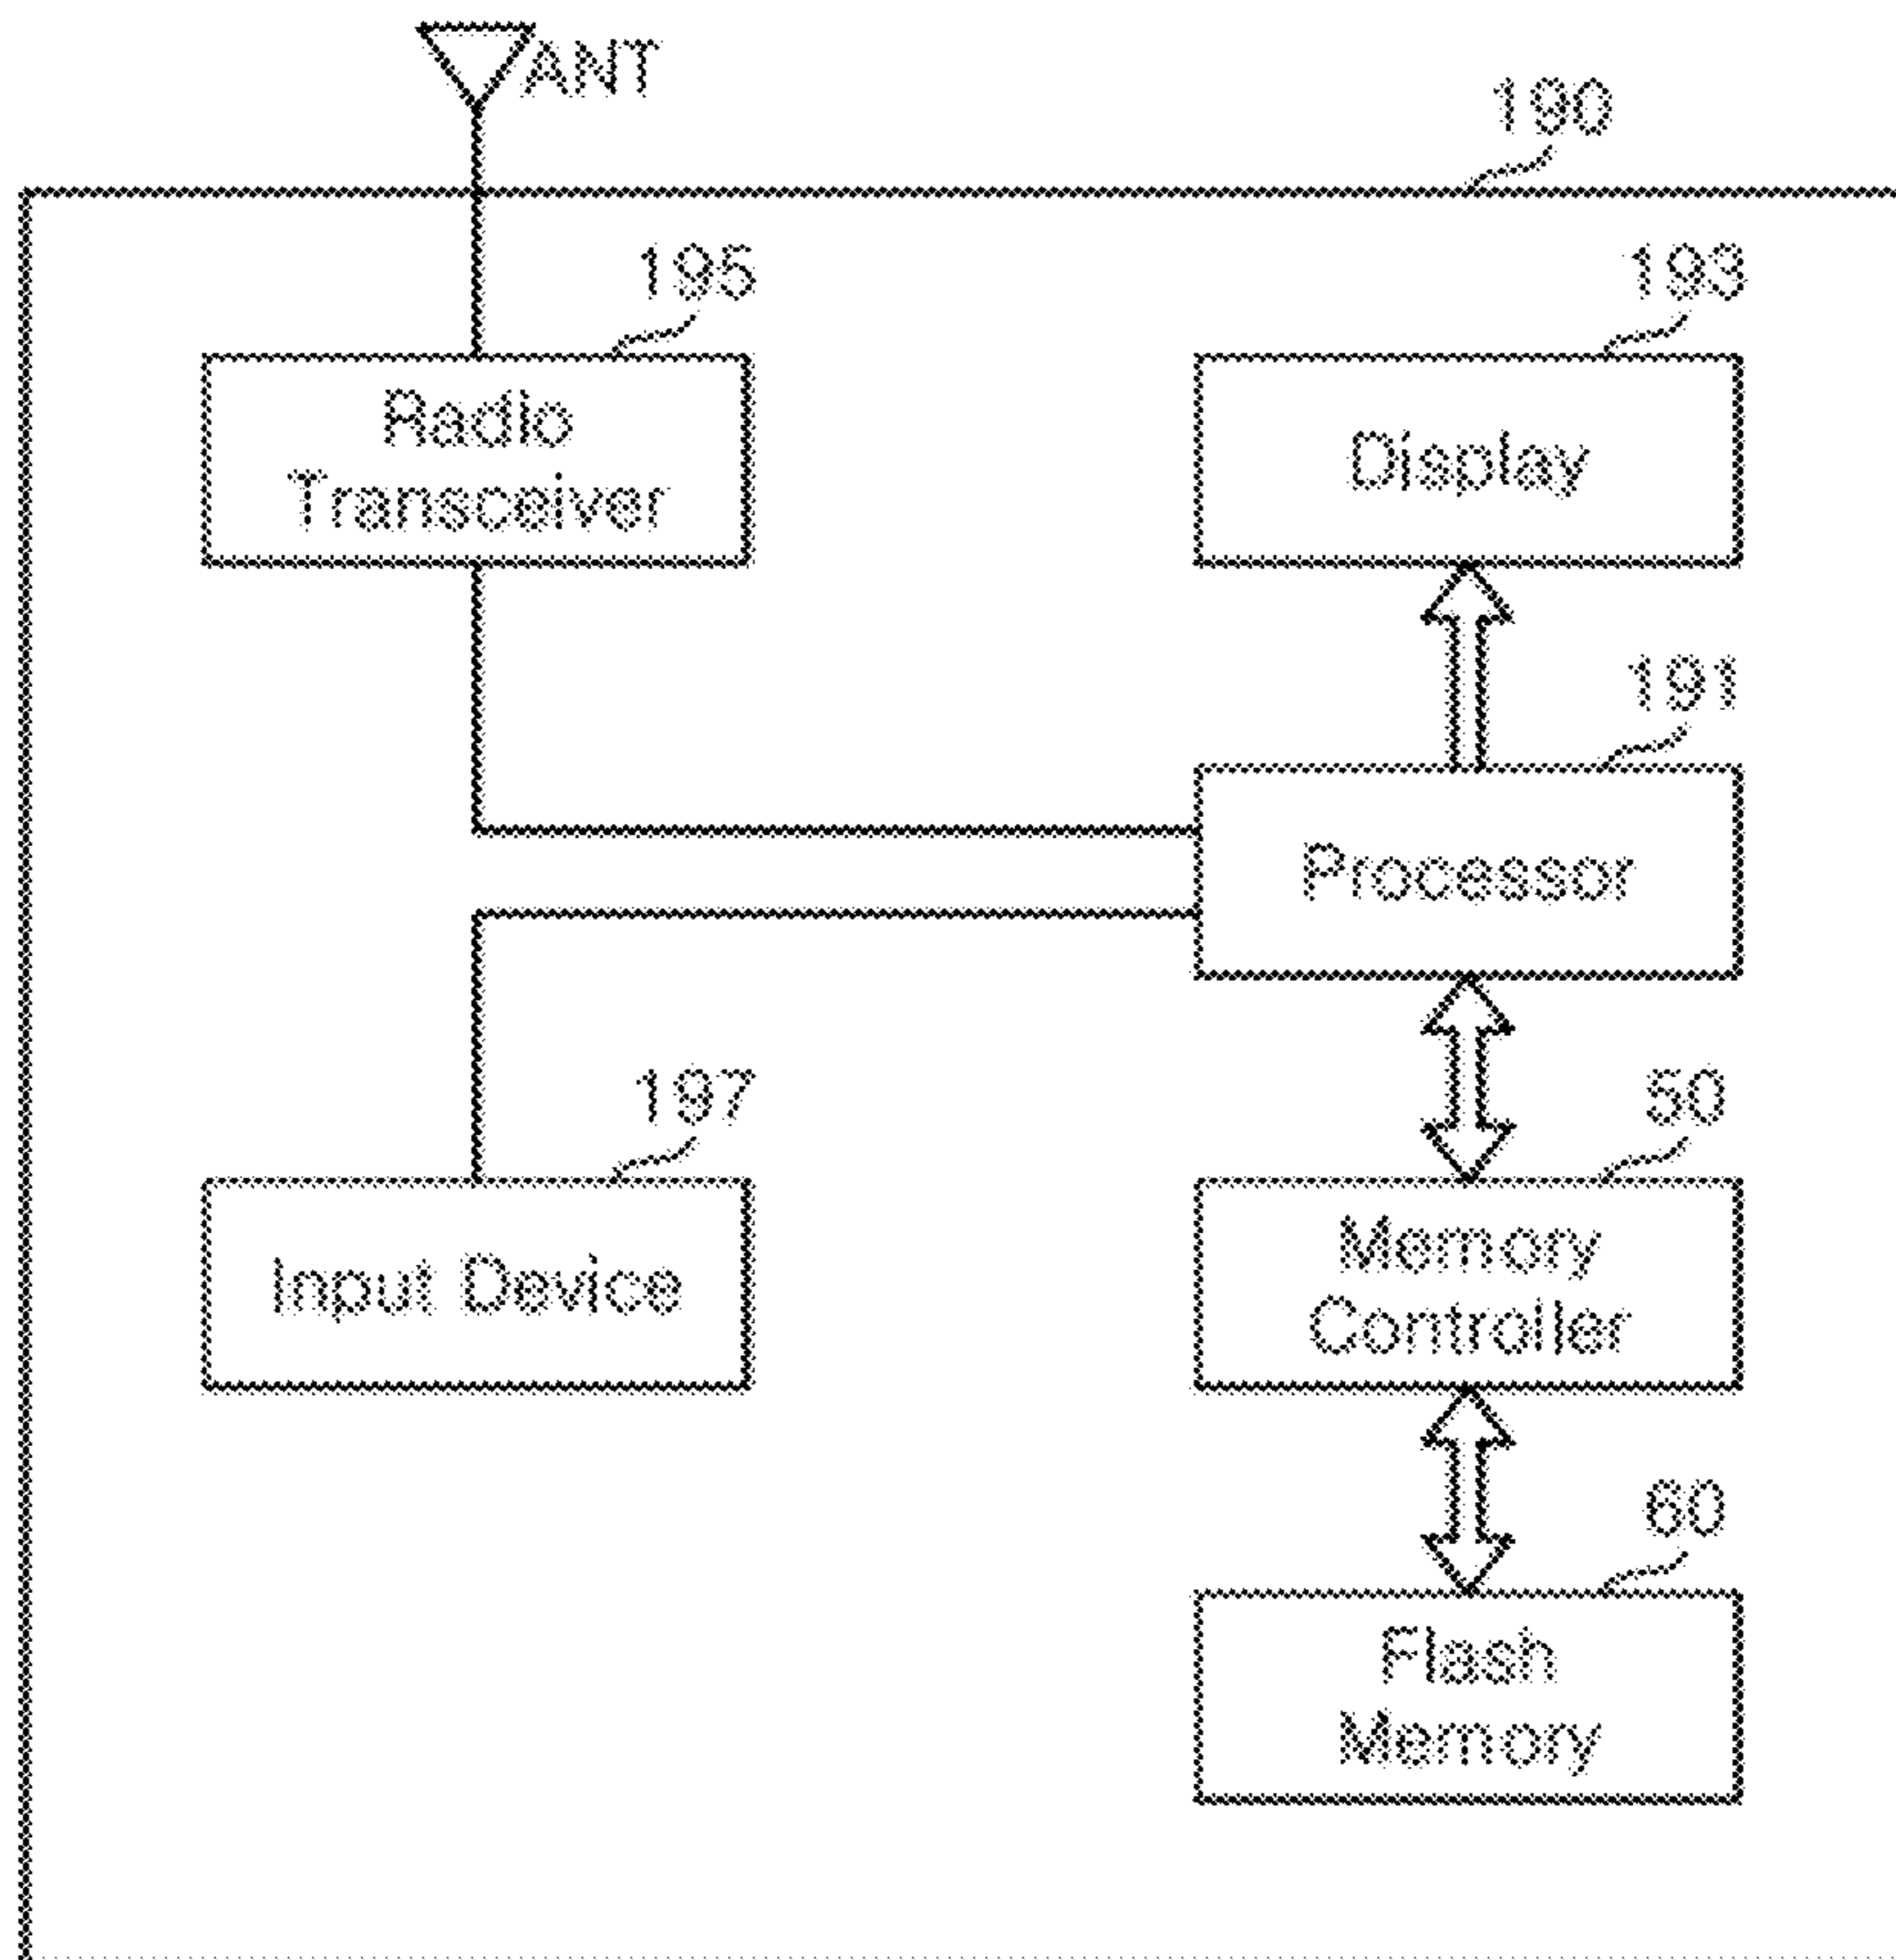 ANT
190
195
193
Radio
Transceiver
Display
191
Processor
197
50
Input Device
Memory
Controller
60
Flash
Memory